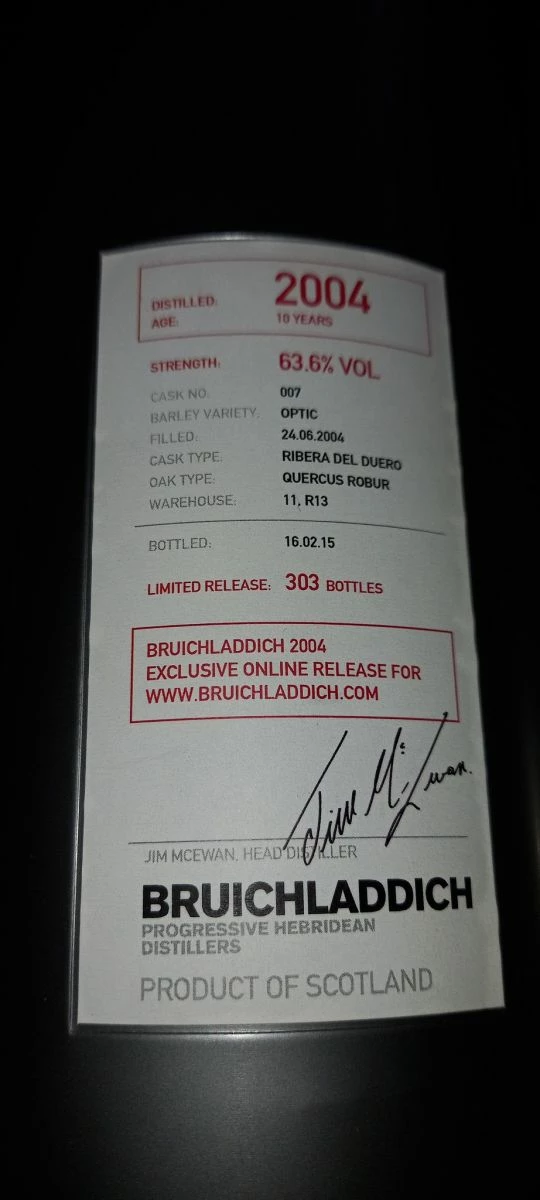 DISTILLED: 2004
AGE: 10 YEARS
STRENGTH: 63.6% VOL
CASK NO. 007
BARLEY VARIETY: OPTIC
FILLED: 24.06.2004
CASK TYPE: RIBERA DEL DUERO
OAK TYPE: QUERCUS ROBUR
WAREHOUSE: 11, R13
BOTTLED: 16.02.15
LIMITED RELEASE: 303 BOTTLES
BRUICHLADDICH 2004
EXCLUSIVE ONLINE RELEASE FOR
WWW.BRUICHLADDICH.COM
Jim McEwan.
JIM MCEWAN, HEAD DISTILLER
BRUICHLADDICH
PROGRESSIVE HEBRIDEAN
DISTILLERS
PRODUCT OF SCOTLAND